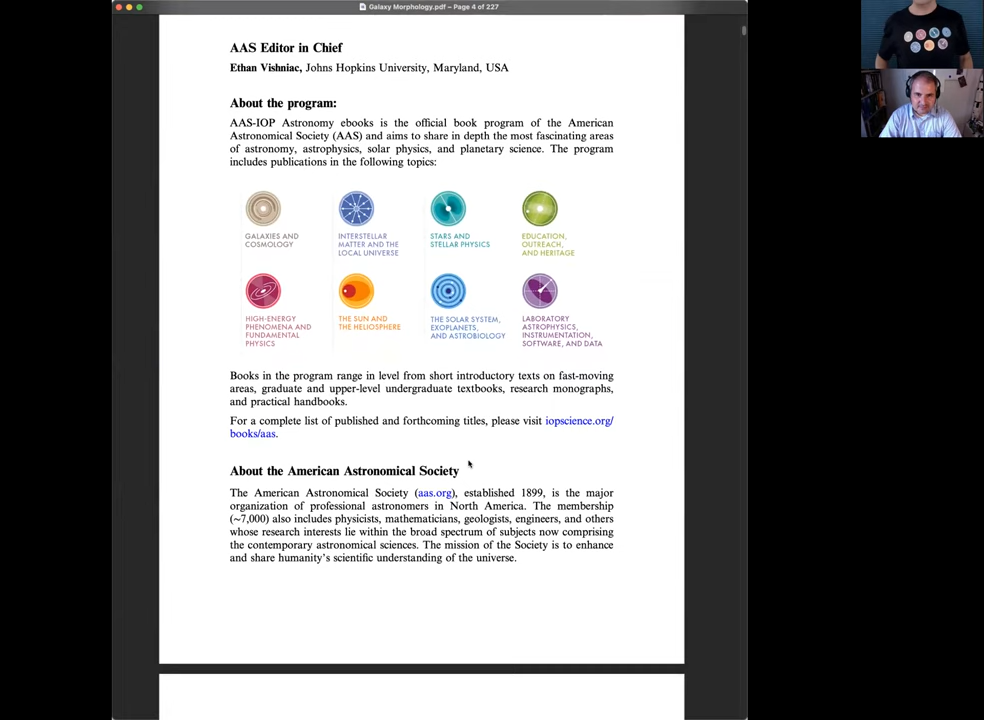 Galaxy Morphology.pdf – Page 4 of 227
AAS Editor in Chief
Ethan Vishniac, Johns Hopkins University, Maryland, USA
About the program:
AAS-IOP Astronomy ebooks is the official book program of the American
Astronomical Society (AAS) and aims to share in depth the most fascinating areas
of astronomy, astrophysics, solar physics, and planetary science. The program
includes publications in the following topics:
GALAXIES AND
COSMOLOGY
INTERSTELLAR
MATTER AND THE
LOCAL UNIVERSE
STARS AND
STELLAR PHYSICS
EDUCATION,
OUTREACH,
AND HERITAGE
HIGH-ENERGY
PHENOMENA AND
FUNDAMENTAL
PHYSICS
THE SUN AND
THE HELIOSPHERE
THE SOLAR SYSTEM,
EXOPLANETS,
AND ASTROBIOLOGY
LABORATORY
ASTROPHYSICS,
INSTRUMENTATION,
SOFTWARE, AND DATA
Books in the program range in level from short introductory texts on fast-moving
areas, graduate and upper-level undergraduate textbooks, research monographs,
and practical handbooks.
For a complete list of published and forthcoming titles, please visit iopscience.org/
books/aas.
About the American Astronomical Society
The American Astronomical Society (aas.org), established 1899, is the major
organization of professional astronomers in North America. The membership
(~7,000) also includes physicists, mathematicians, geologists, engineers, and others
whose research interests lie within the broad spectrum of subjects now comprising
the contemporary astronomical sciences. The mission of the Society is to enhance
and share humanity's scientific understanding of the universe.